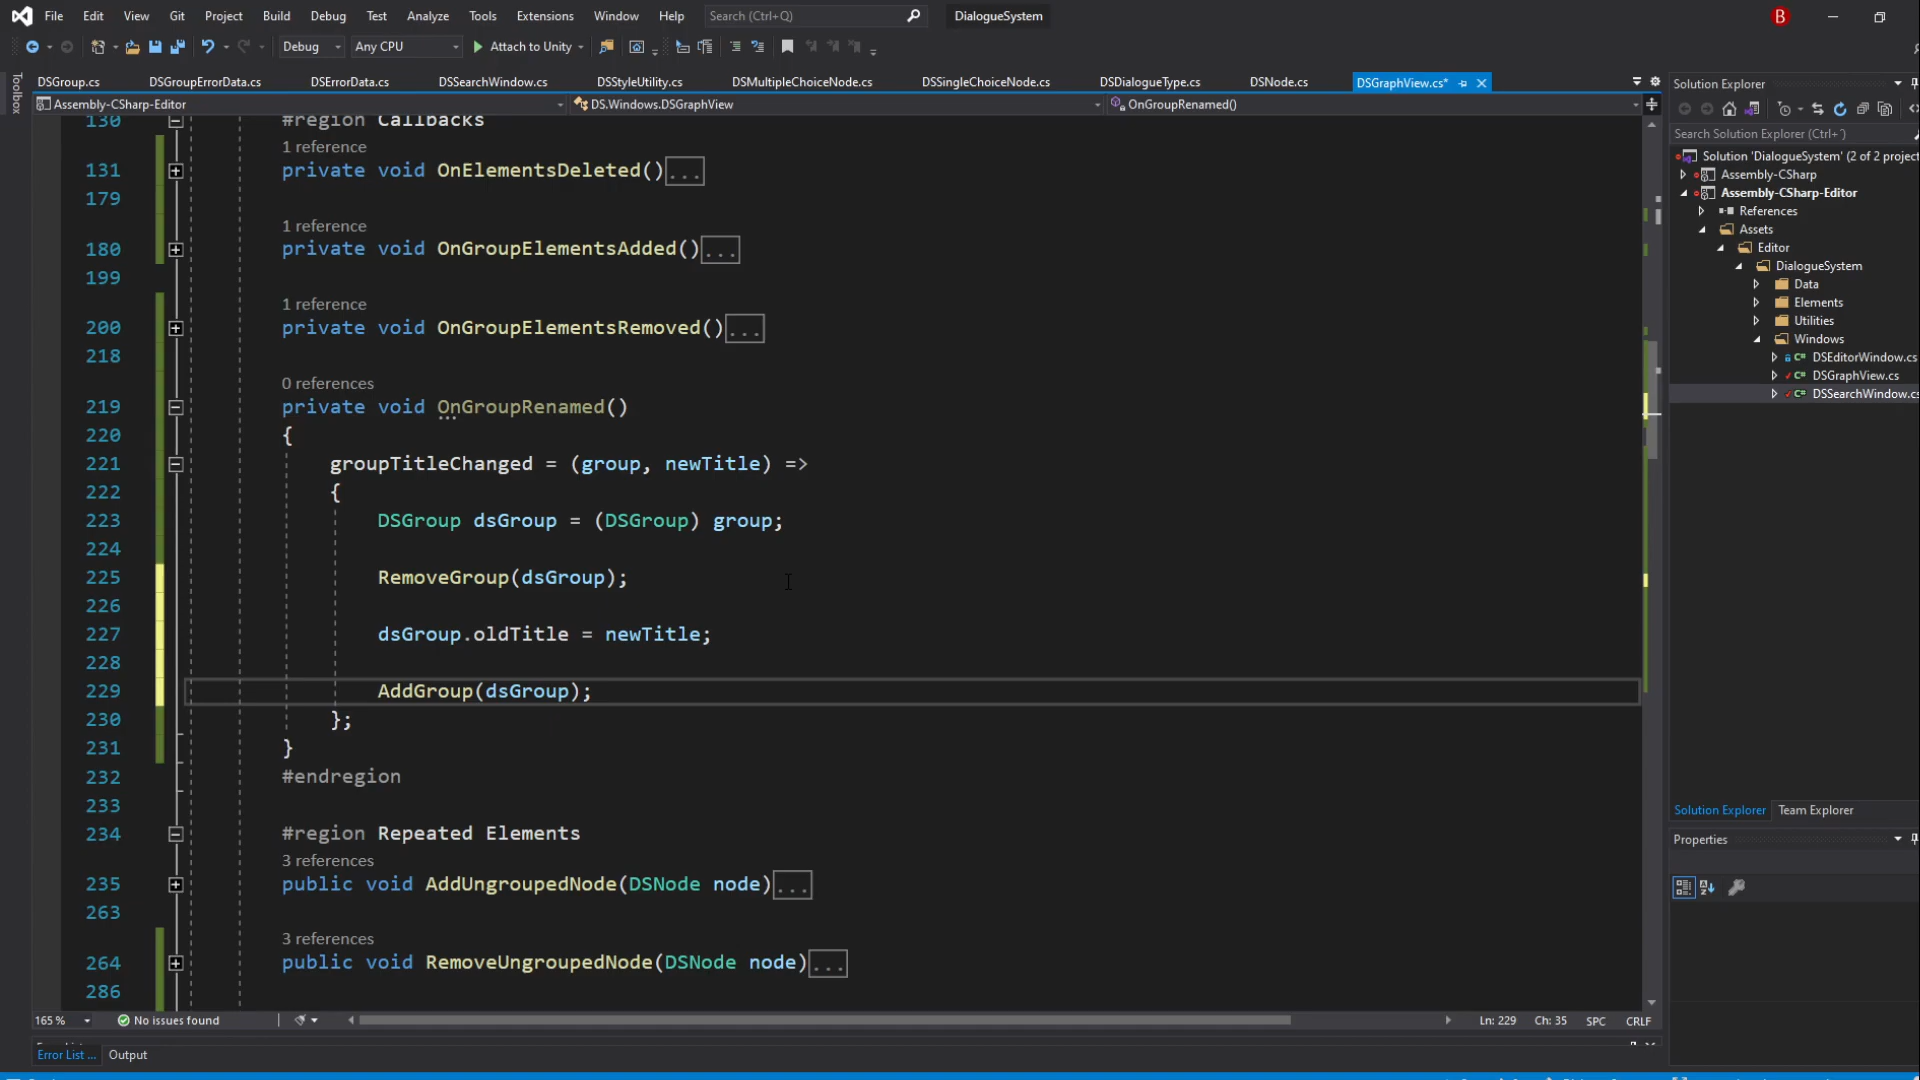 File Edit View Git Project Build Debug Test Analyze Tools Extensions Window Help Search (Ctrl+Q) DialogueSystem B
Debug Any CPU Attach to Unity
Toolbox
DSGroup.cs DSGroupErrorData.cs DSErrorData.cs DSSearchWindow.cs DSStyleUtility.cs DSMultipleChoiceNode.cs DSSingleChoiceNode.cs DSDialogueType.cs DSNode.cs DSGraphView.cs*
Assembly-CSharp-Editor DS.Windows.DSGraphView OnGroupRenamed()
130 #region Callbacks
1 reference
131 private void OnElementsDeleted()...
179
1 reference
180 private void OnGroupElementsAdded()...
199
1 reference
200 private void OnGroupElementsRemoved()...
218
0 references
219 private void OnGroupRenamed()
220 {
221 groupTitleChanged = (group, newTitle) =>
222 {
223 DSGroup dsGroup = (DSGroup) group;
224
225 RemoveGroup(dsGroup);
226
227 dsGroup.oldTitle = newTitle;
228
229 AddGroup(dsGroup);
230 };
231 }
232 #endregion
233
234 #region Repeated Elements
3 references
235 public void AddUngroupedNode(DSNode node)...
263
3 references
264 public void RemoveUngroupedNode(DSNode node)...
286
165 % No issues found Ln: 229 Ch: 35 SPC CRLF
Error List ... Output
Solution Explorer
Search Solution Explorer (Ctrl+¨)
Solution 'DialogueSystem' (2 of 2 project
Assembly-CSharp
Assembly-CSharp-Editor
References
Assets
Editor
DialogueSystem
Data
Elements
Utilities
Windows
DSEditorWindow.cs
DSGraphView.cs
DSSearchWindow.cs
Solution Explorer Team Explorer
Properties